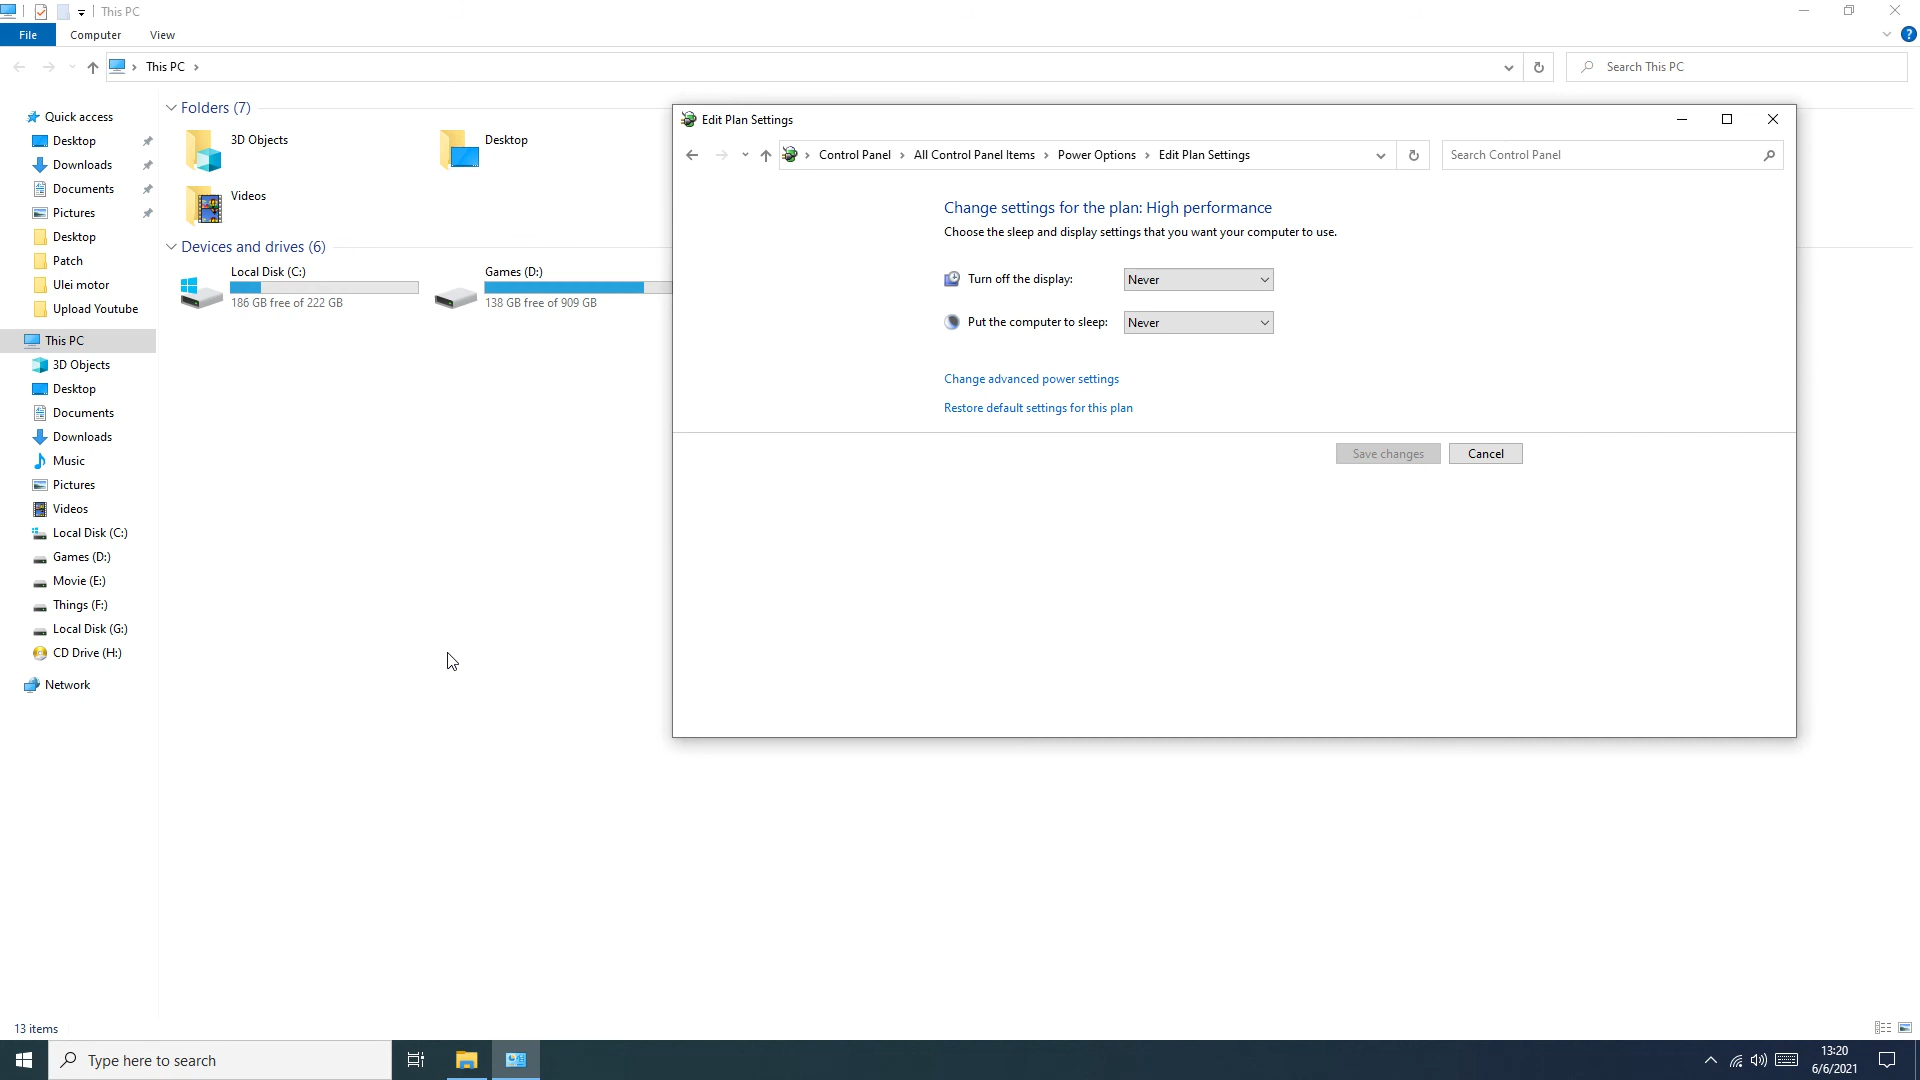 This PC
File
Computer
View
This PC
Search This PC
Quick access
Desktop
Downloads
Documents
Pictures
Desktop
Patch
Ulei motor
Upload Youtube
This PC
3D Objects
Desktop
Documents
Downloads
Music
Pictures
Videos
Local Disk (C:)
Games (D:)
Movie (E:)
Things (F:)
Local Disk (G:)
CD Drive (H:)
Network
Folders (7)
3D Objects
Desktop
Videos
Devices and drives (6)
Local Disk (C:)
186 GB free of 222 GB
Games (D:)
138 GB free of 909 GB
Edit Plan Settings
Control Panel
All Control Panel Items
Power Options
Edit Plan Settings
Search Control Panel
Change settings for the plan: High performance
Choose the sleep and display settings that you want your computer to use.
Turn off the display:
Never
Put the computer to sleep:
Never
Change advanced power settings
Restore default settings for this plan
Save changes
Cancel
13 items
Type here to search
13:20
6/6/2021